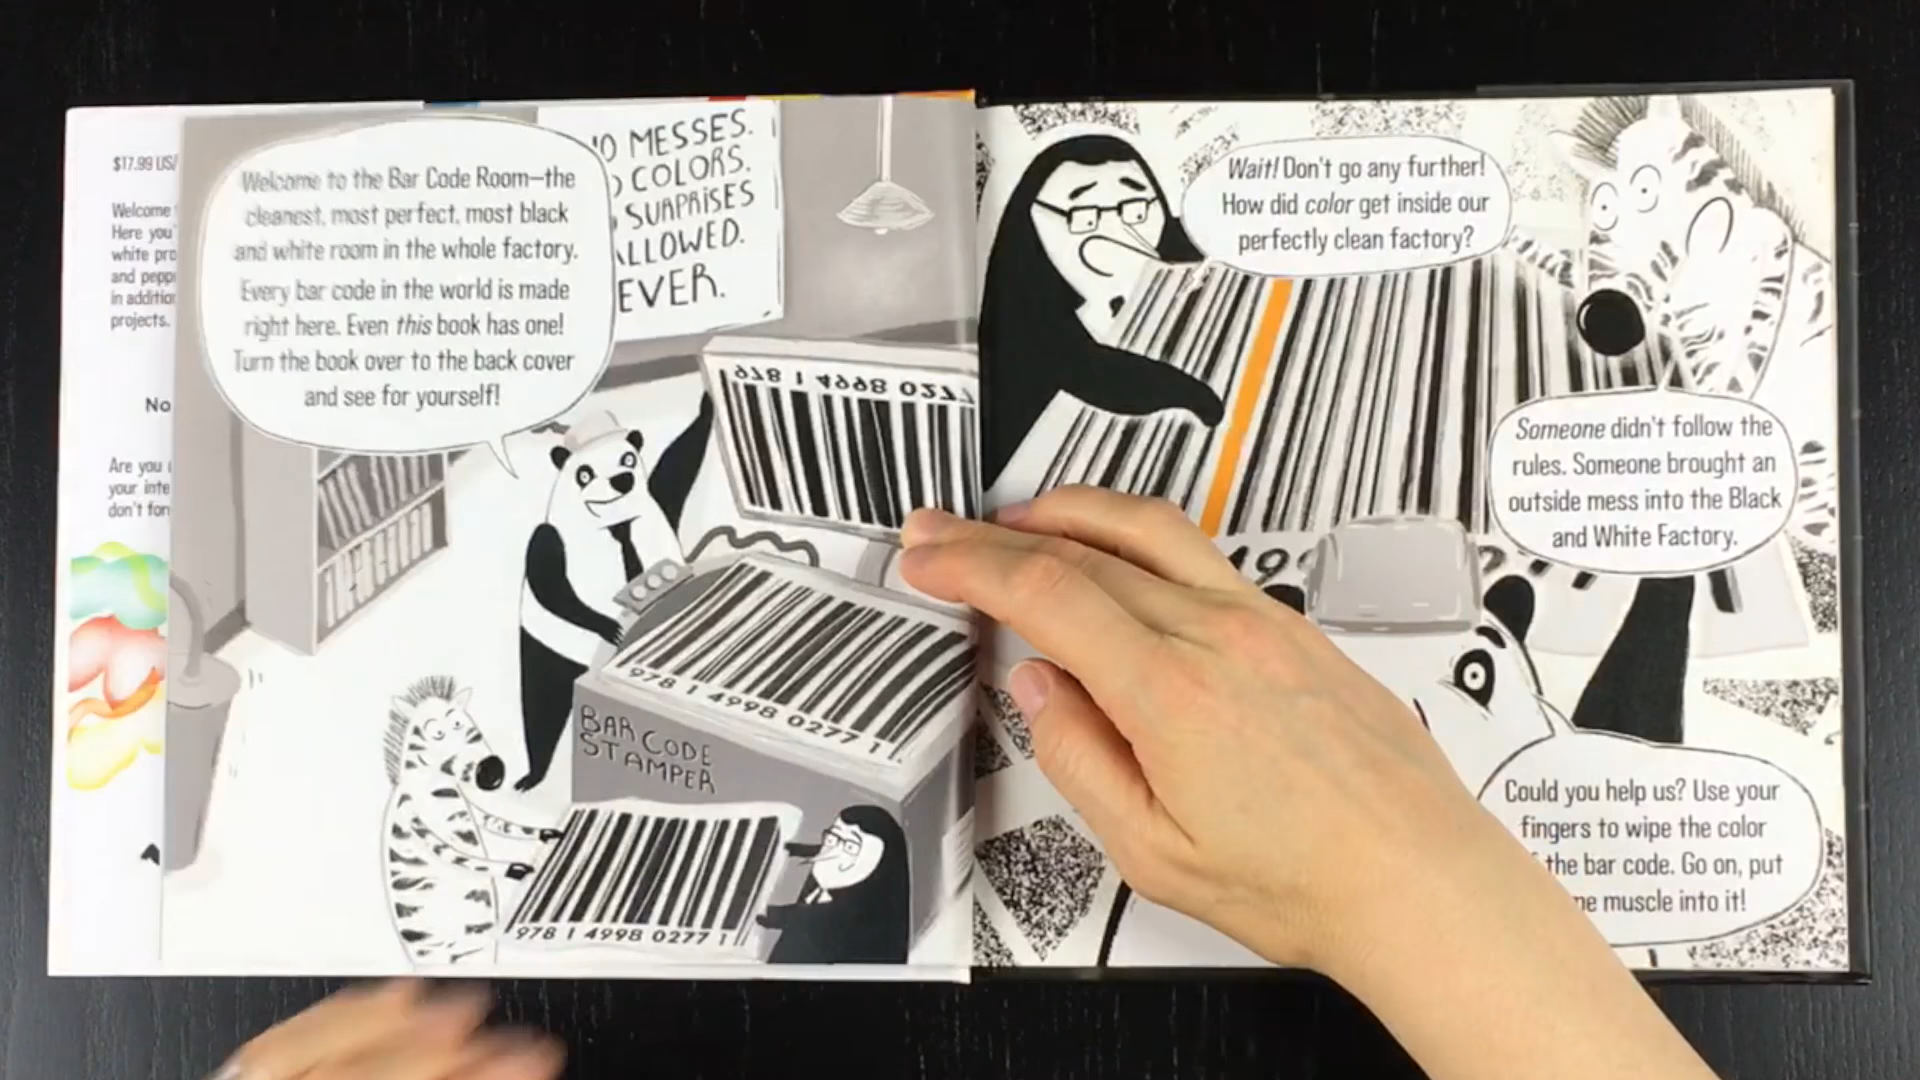 $17.99 US/
Welcome
Here you
white pro
and pepp
in addition
projects.
No
Are you
your inte
don't for
Welcome to the Bar Code Room—the
cleanest, most perfect, most black
and white room in the whole factory.
Every bar code in the world is made
right here. Even this book has one!
Turn the book over to the back cover
and see for yourself!
O MESSES.
COLORS.
SURPRISES
ALLOWED.
EVER.
978 1 4998 0277
978 1 4998 0277 1
BAR CODE
STAMPER
978 1 4998 0277 1
Wait! Don't go any further!
How did color get inside our
perfectly clean factory?
Someone didn't follow the
rules. Someone brought an
outside mess into the Black
and White Factory.
Could you help us? Use your
fingers to wipe the color
the bar code. Go on, put
me muscle into it!